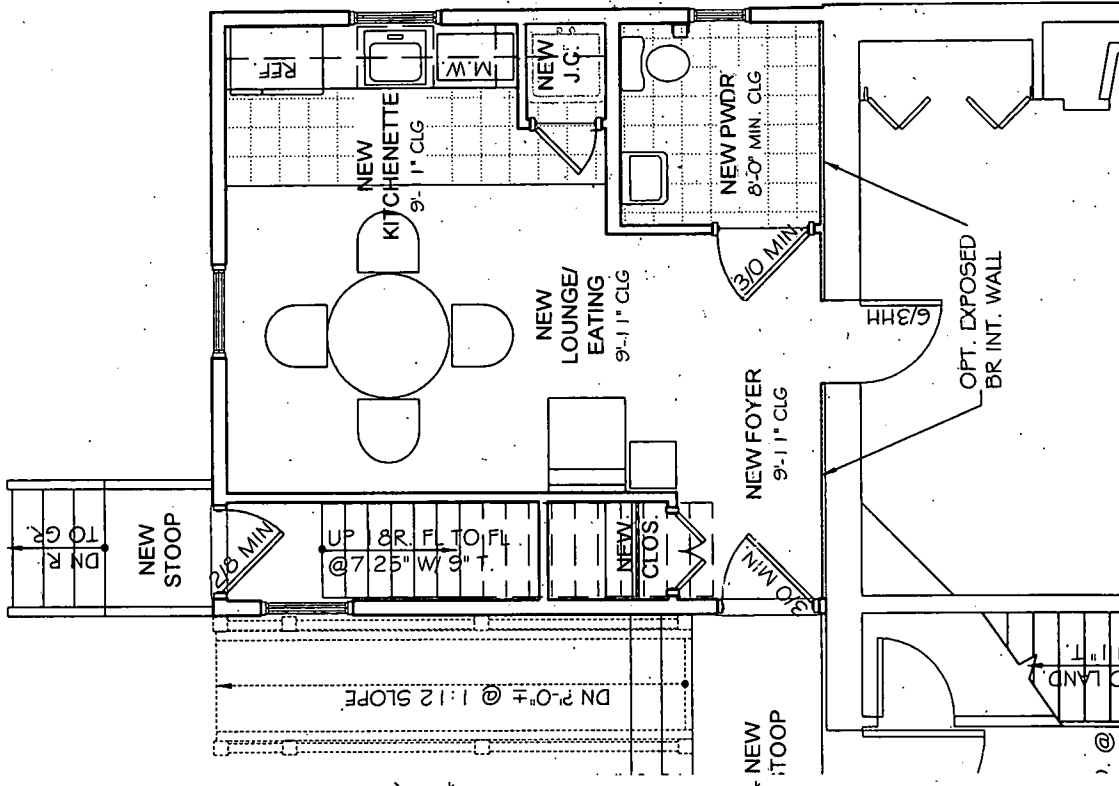 REF.
M.W.
NEW
J.C.
NEW
KITCHENETTE
9'-11" CLG
NEW PWDR
8'-0" MIN. CLG
3/0 MIN
NEW
LOUNGE/
EATING
9'-11" CLG
6/3HH
OPT. EXPOSED
BR INT. WALL
NEW FOYER
9'-11" CLG
DN R
TO GR.
NEW
STOOP
2/8 MIN
UP 18R. FL TO FL
@ 7.25" W/ 9" T.
NEW
CLOS.
3/0 MIN.
DN ?'-0"± @ 1:12 SLOPE
NEW
STOOP
LAND.
11" T.
@